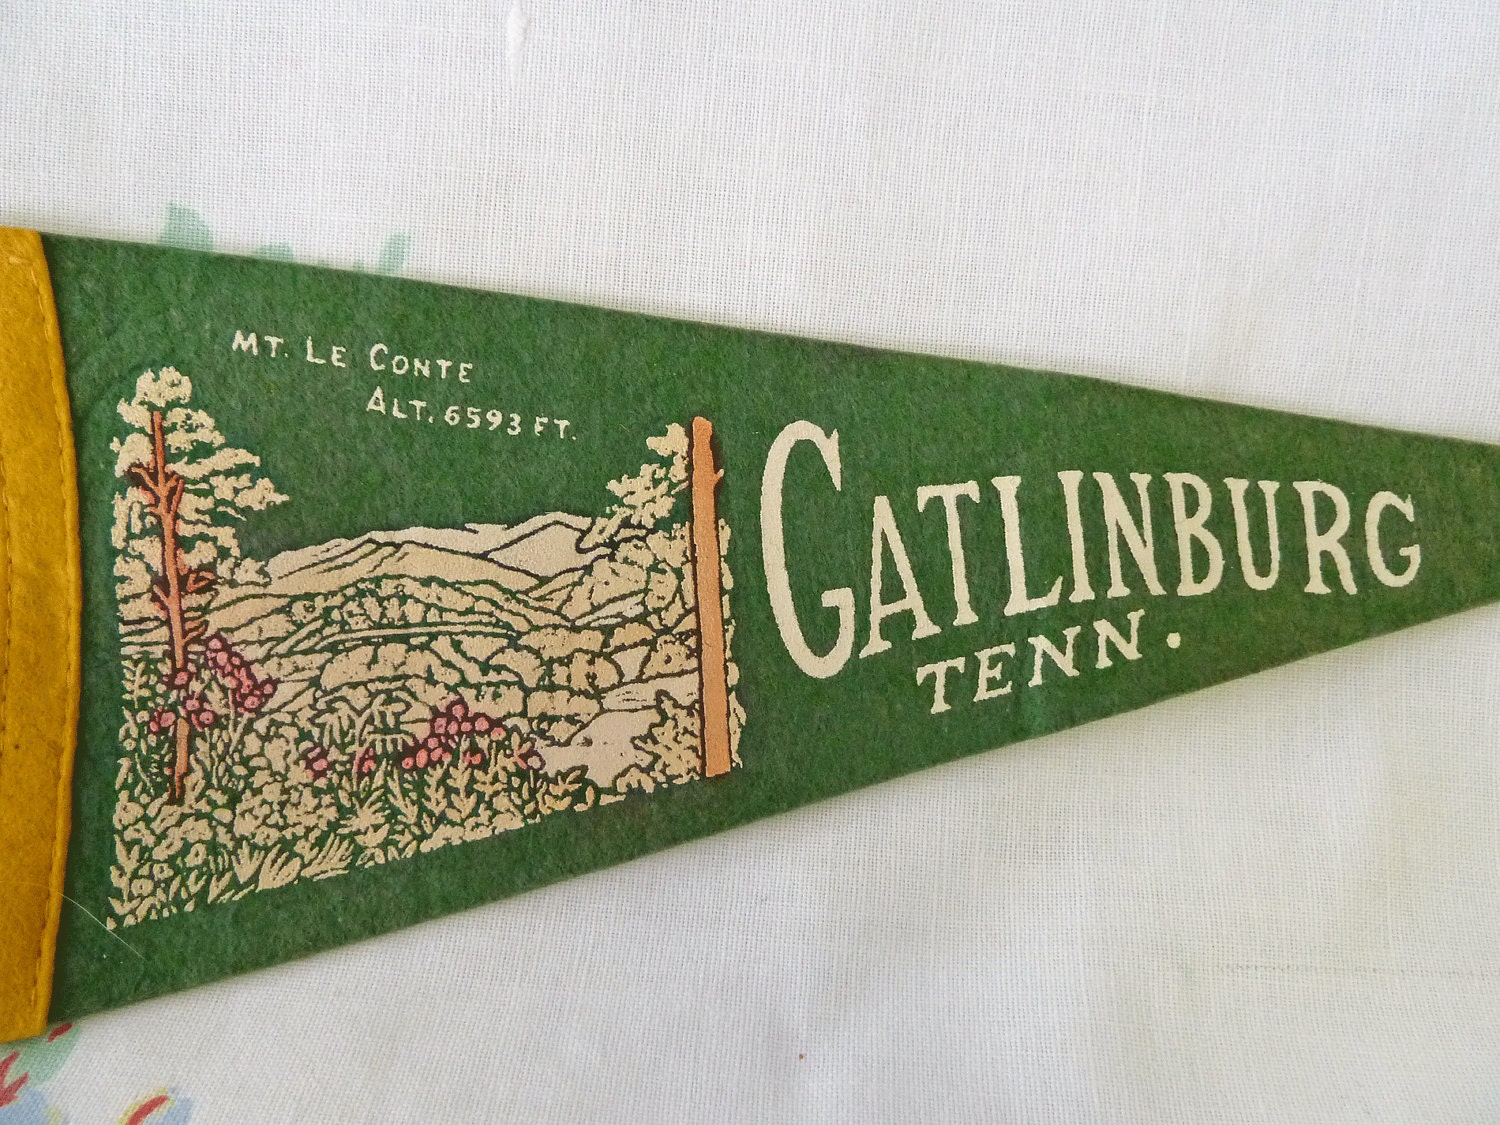 Mt. Le Conte
Alt. 6593 Ft.
Gatlinburg
Tenn.